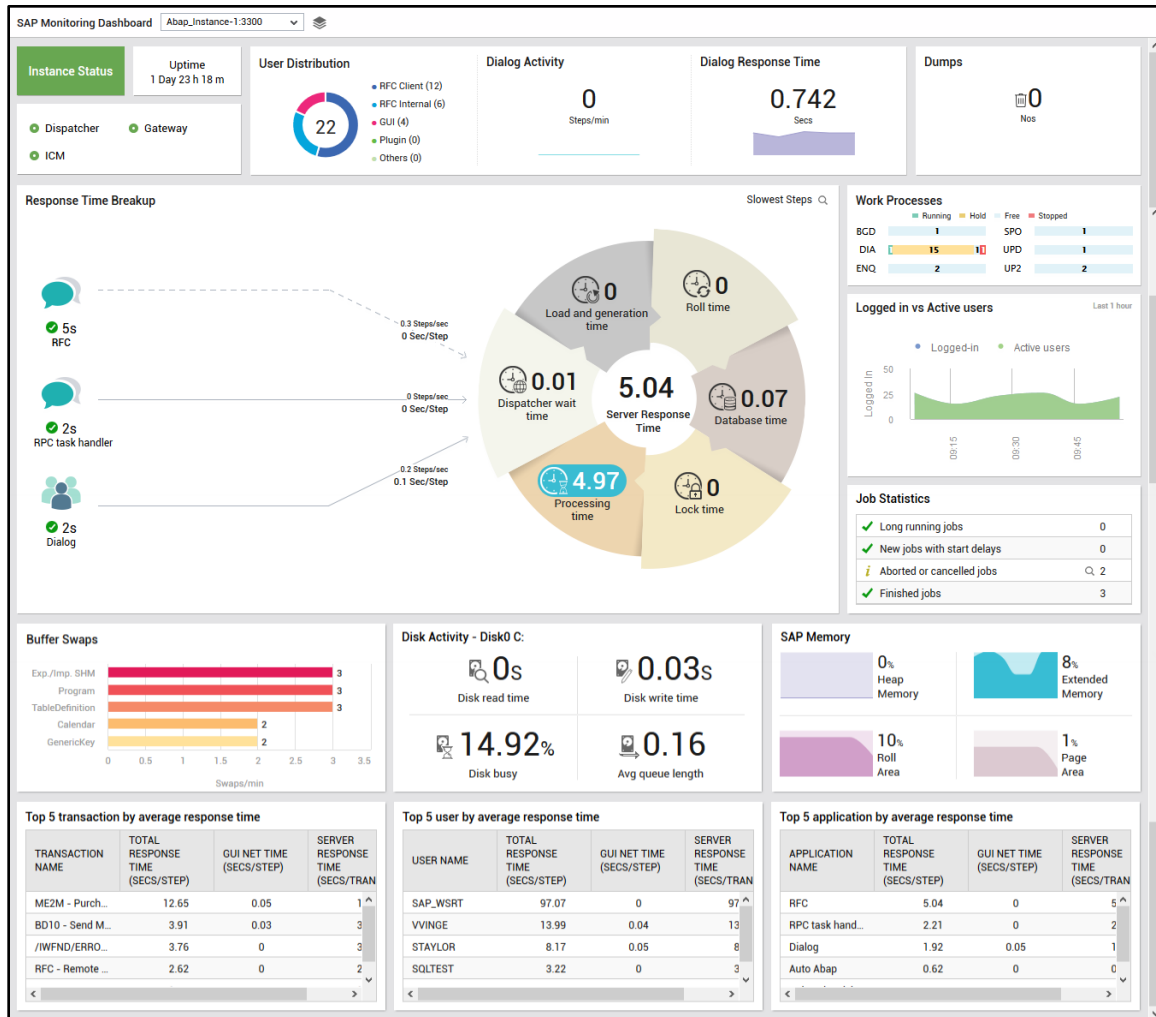 SAP Monitoring Dashboard
Abap_Instance-1:3300
Instance Status
Uptime
1 Day 23 h 18 m
Dispatcher
Gateway
ICM
User Distribution
22
RFC Client (12)
RFC Internal (6)
GUI (4)
Plugin (0)
Others (0)
Dialog Activity
0
Steps/min
Dialog Response Time
0.742
Secs
Dumps
0
Nos
Response Time Breakup
Slowest Steps
5s
RFC
2s
RPC task handler
2s
Dialog
0.3 Steps/sec
0 Sec/Step
0 Steps/sec
0 Sec/Step
0.2 Steps/sec
0.1 Sec/Step
0
Load and generation
time
0
Roll time
0.01
Dispatcher wait
time
5.04
Server Response
Time
0.07
Database time
4.97
Processing
time
0
Lock time
Work Processes
Running Hold Free Stopped
BGD 1 SPO 1
DIA 15 1 UPD 1
ENQ 2 UP2 2
Logged in vs Active users
Last 1 hour
Logged-in Active users
Logged In
50
25
0
09:15
09:30
09:45
Job Statistics
Long running jobs 0
New jobs with start delays 0
i Aborted or cancelled jobs 2
Finished jobs 3
Buffer Swaps
Exp./Imp. SHM 3
Program 3
TableDefinition 3
Calendar 2
GenericKey 2
0 0.5 1 1.5 2 2.5 3 3.5
Swaps/min
Disk Activity - Disk0 C:
0s
Disk read time
0.03s
Disk write time
14.92%
Disk busy
0.16
Avg queue length
SAP Memory
0%
Heap
Memory
8%
Extended
Memory
10%
Roll
Area
1%
Page
Area
Top 5 transaction by average response time
TRANSACTION NAME
TOTAL RESPONSE TIME (SECS/STEP)
GUI NET TIME (SECS/STEP)
SERVER RESPONSE TIME (SECS/TRAN
ME2M - Purch... 12.65 0.05 1
BD10 - Send M... 3.91 0.03 3
/IWFND/ERRO... 3.76 0 3
RFC - Remote ... 2.62 0 2
Top 5 user by average response time
USER NAME
TOTAL RESPONSE TIME (SECS/STEP)
GUI NET TIME (SECS/STEP)
SERVER RESPONSE TIME (SECS/TRAN
SAP_WSRT 97.07 0 97
VVINGE 13.99 0.04 13
STAYLOR 8.17 0.05 8
SQLTEST 3.22 0 3
Top 5 application by average response time
APPLICATION NAME
TOTAL RESPONSE TIME (SECS/STEP)
GUI NET TIME (SECS/STEP)
SERVER RESPONSE TIME (SECS/TRAN
RFC 5.04 0 5
RPC task hand... 2.21 0 2
Dialog 1.92 0.05 1
Auto Abap 0.62 0 0